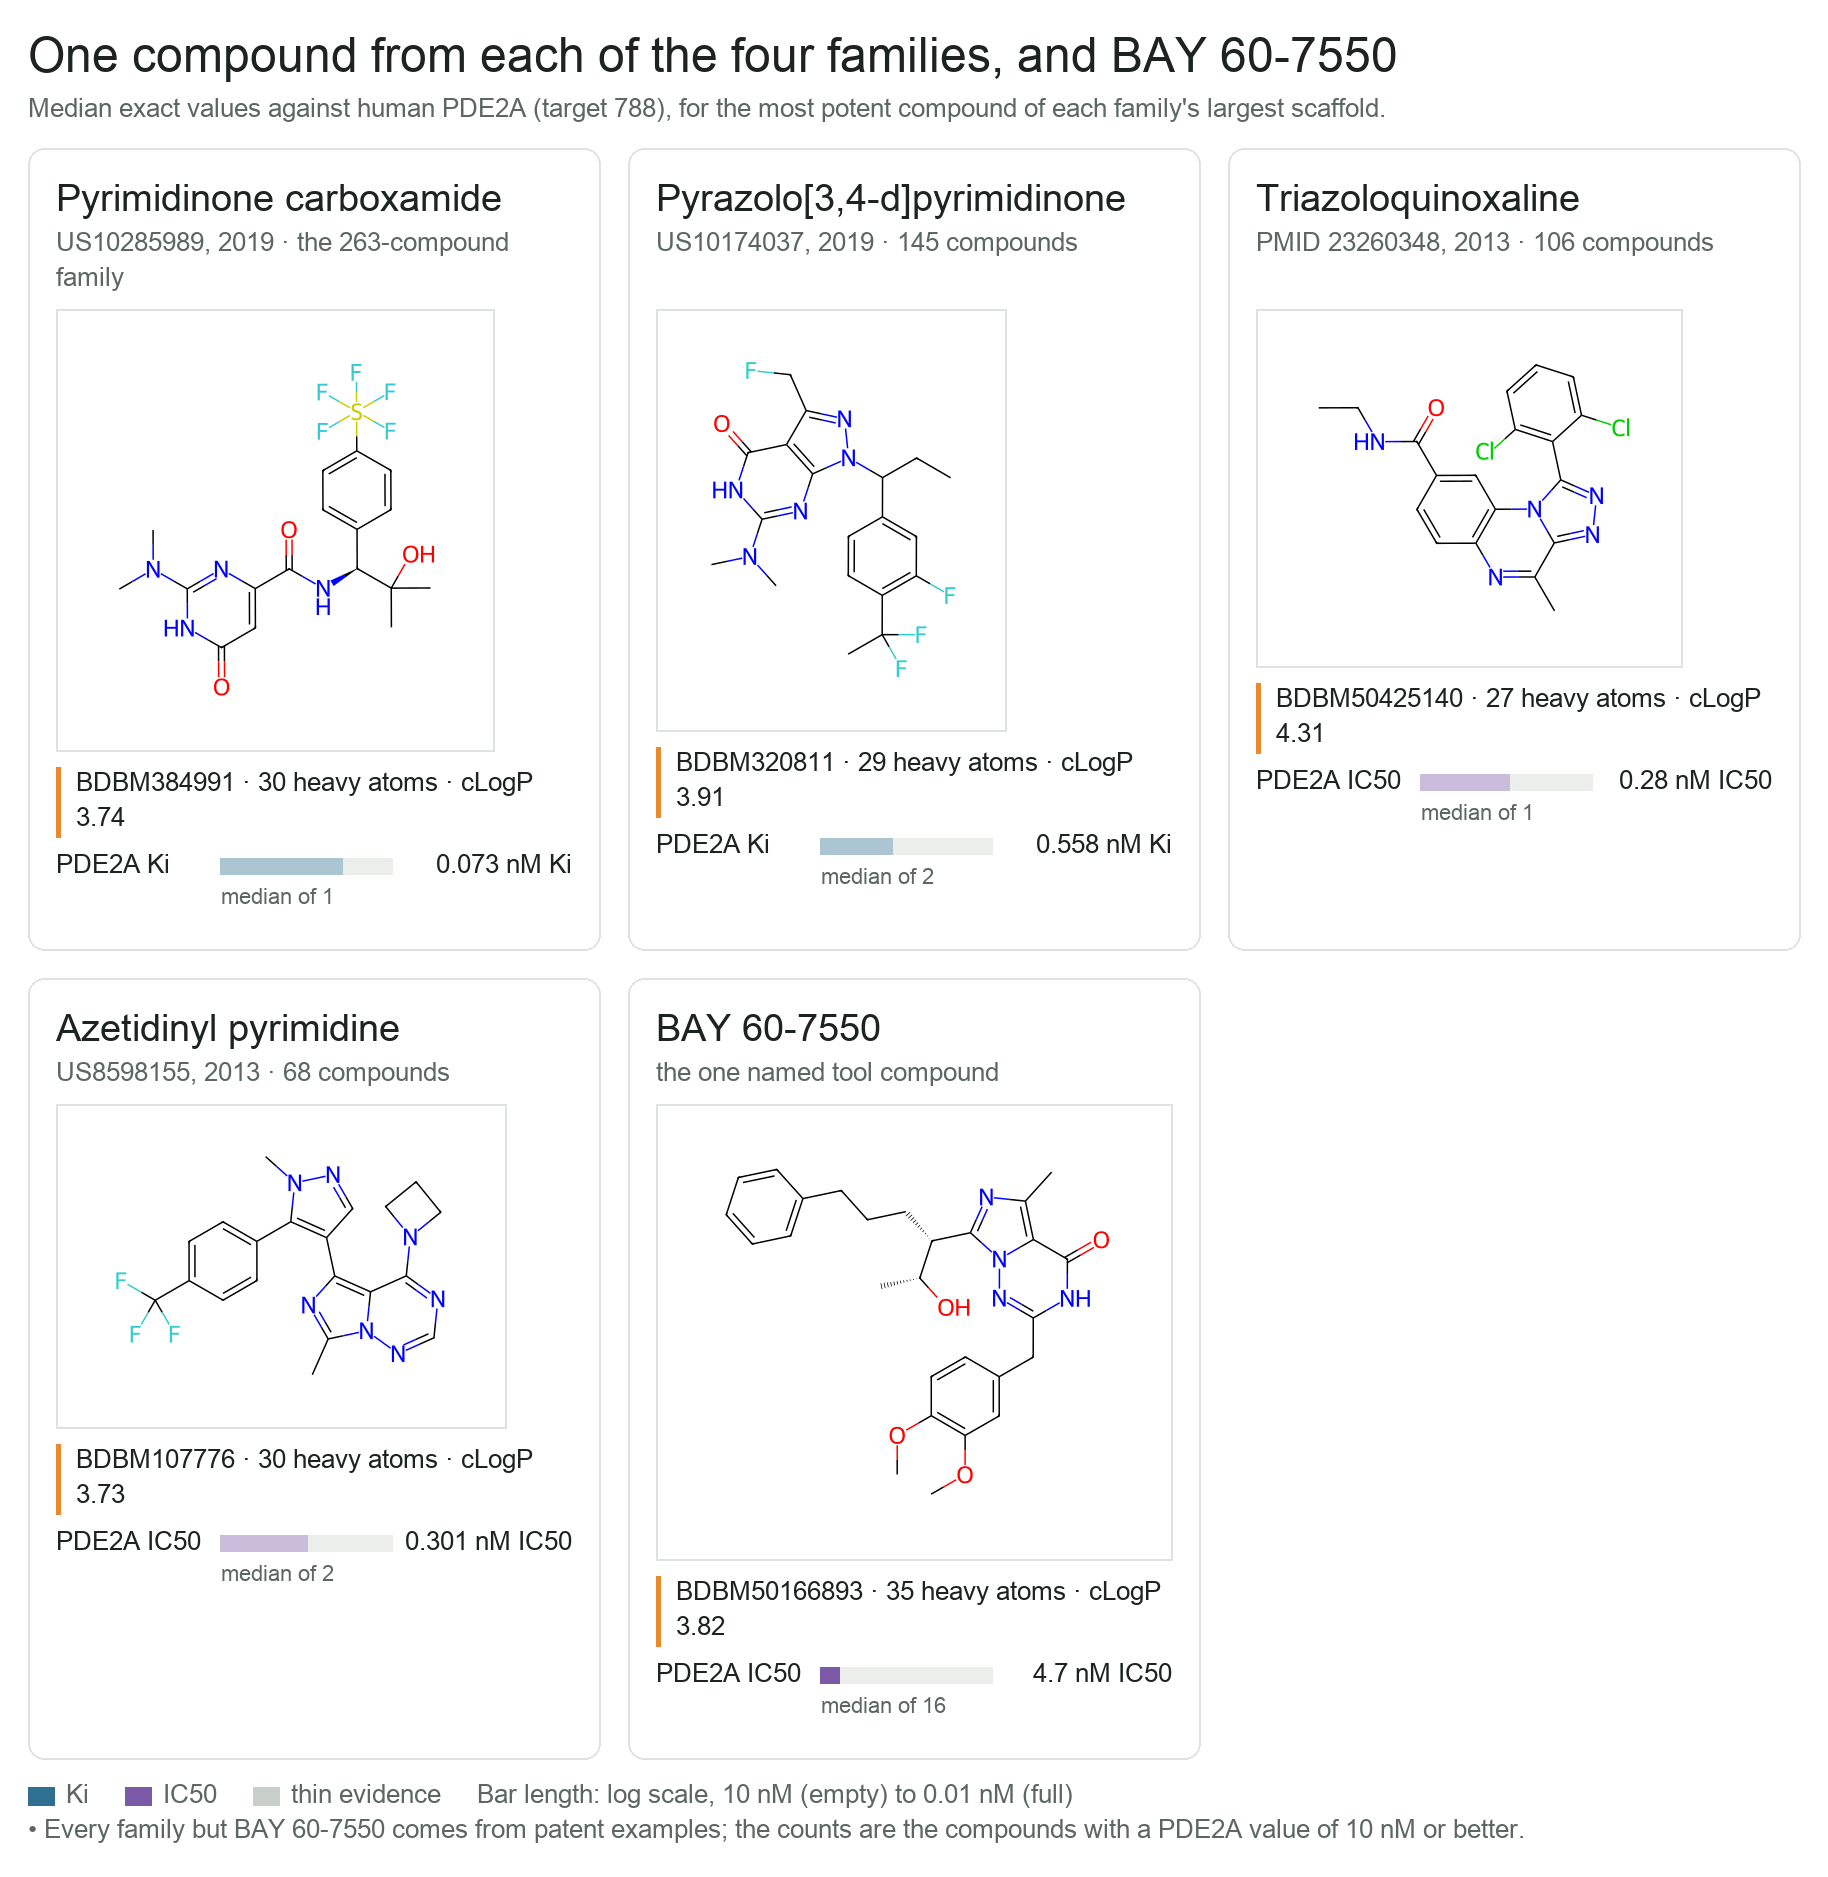 One compound from each of the four families, and BAY 60-7550
Median exact values against human PDE2A (target 788), for the most potent compound of each family's largest scaffold.
Pyrimidinone carboxamide
US10285989, 2019 · the 263-compound
family
F
F
F
S
F
F
O
OH
N
N
N
H
HN
O
BDBM384991 · 30 heavy atoms · cLogP
3.74
PDE2A Ki
0.073 nM Ki
median of 1
Pyrazolo[3,4-d]pyrimidinone
US10174037, 2019 · 145 compounds
F
O
N
N
HN
N
N
F
F
F
BDBM320811 · 29 heavy atoms · cLogP
3.91
PDE2A Ki
0.558 nM Ki
median of 2
Triazoloquinoxaline
PMID 23260348, 2013 · 106 compounds
O
HN
Cl
Cl
N
N
N
N
BDBM50425140 · 27 heavy atoms · cLogP
4.31
PDE2A IC50
0.28 nM IC50
median of 1
Azetidinyl pyrimidine
US8598155, 2013 · 68 compounds
N
N
N
F
F
F
N
N
N
N
BDBM107776 · 30 heavy atoms · cLogP
3.73
PDE2A IC50
0.301 nM IC50
median of 2
BAY 60-7550
the one named tool compound
N
O
N
N
NH
OH
O
O
BDBM50166893 · 35 heavy atoms · cLogP
3.82
PDE2A IC50
4.7 nM IC50
median of 16
Ki
IC50
thin evidence
Bar length: log scale, 10 nM (empty) to 0.01 nM (full)
• Every family but BAY 60-7550 comes from patent examples; the counts are the compounds with a PDE2A value of 10 nM or better.